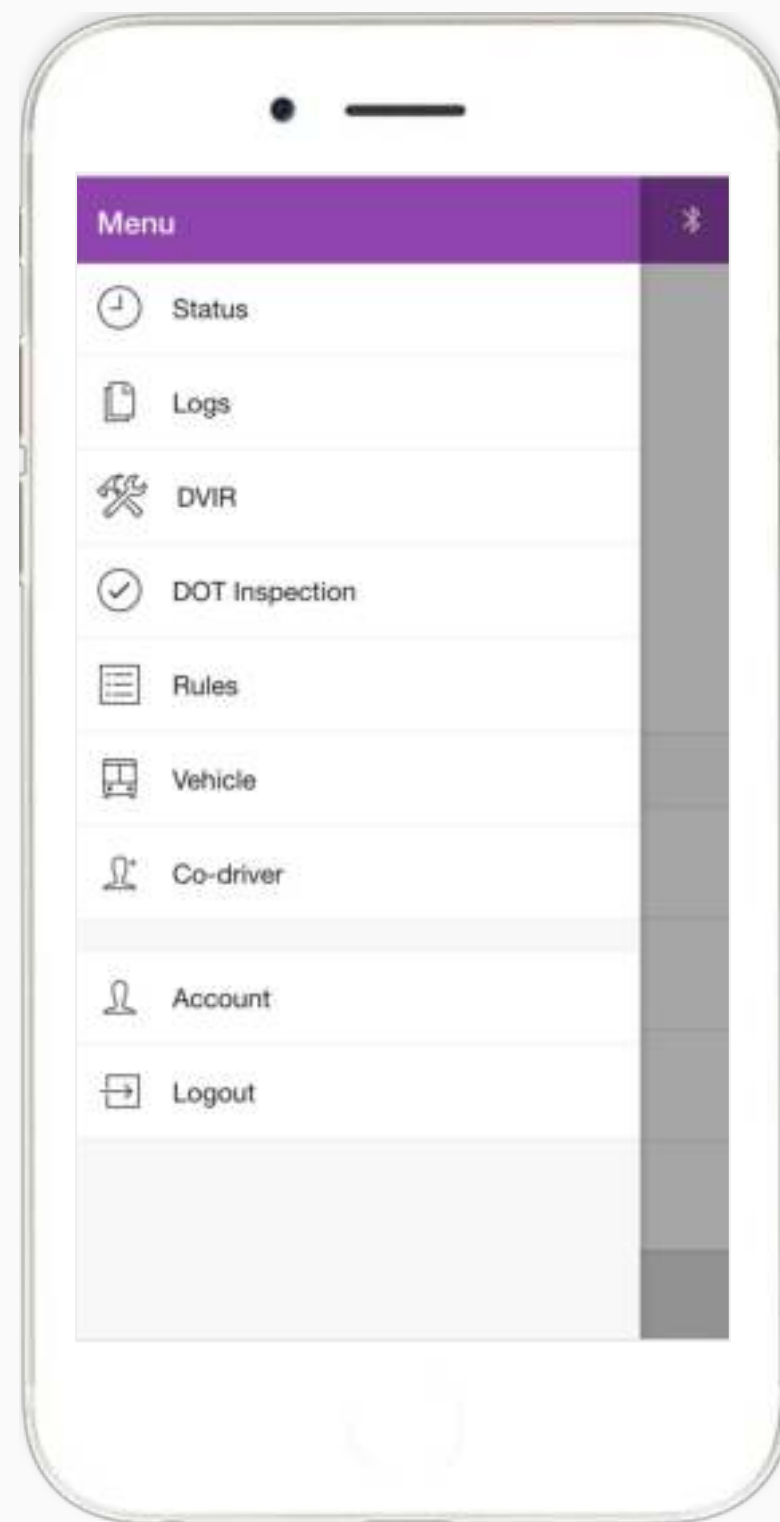 Menu
Status
Logs
DVIR
DOT Inspection
Rules
Vehicle
Co-driver
Account
Logout